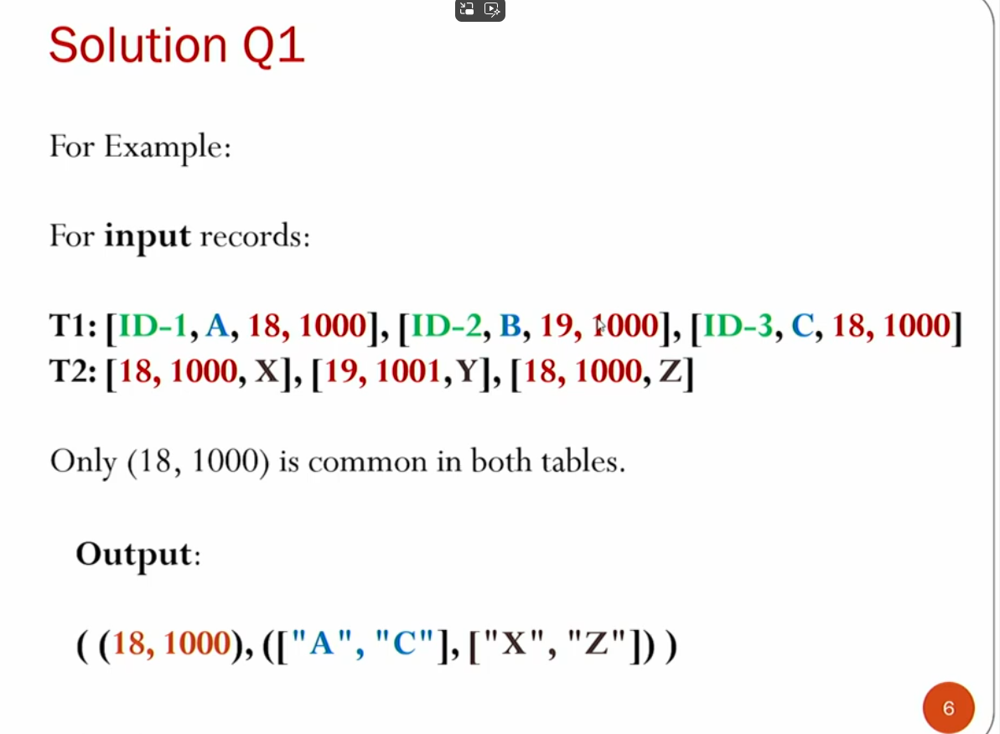 Solution Q1
For Example:
For input records:
T1: [ID-1, A, 18, 1000], [ID-2, B, 19, 1000], [ID-3, C, 18, 1000]
T2: [18, 1000, X], [19, 1001, Y], [18, 1000, Z]
Only (18, 1000) is common in both tables.
Output:
( (18, 1000), (["A", "C"], ["X", "Z"]) )
6